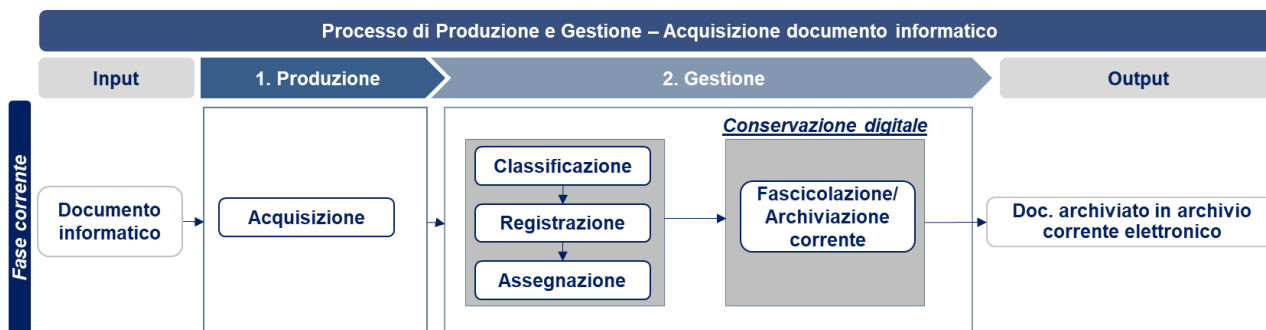 Processo di Produzione e Gestione – Acquisizione documento informatico
Input
1. Produzione
2. Gestione
Output
Fase corrente
Documento
informatico
Acquisizione
Classificazione
Registrazione
Assegnazione
Conservazione digitale
Fascicolazione/
Archiviazione
corrente
Doc. archiviato in archivio
corrente elettronico